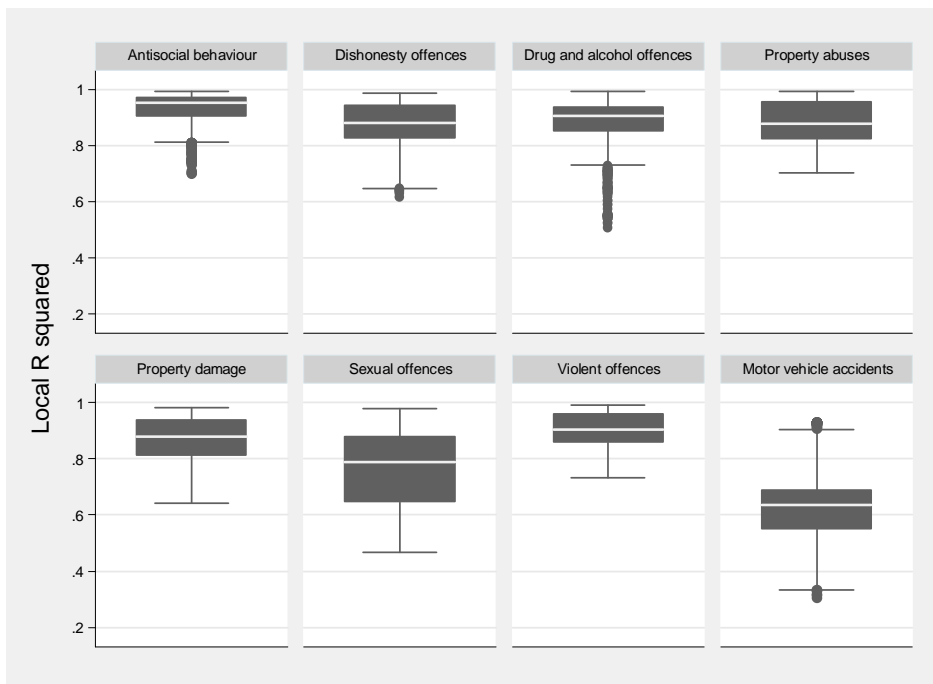 Antisocial behaviour
Dishonesty offences
Drug and alcohol offences
Property abuses
1
.8
.6
.4
.2
Local R squared
Property damage
Sexual offences
Violent offences
Motor vehicle accidents
1
.8
.6
.4
.2